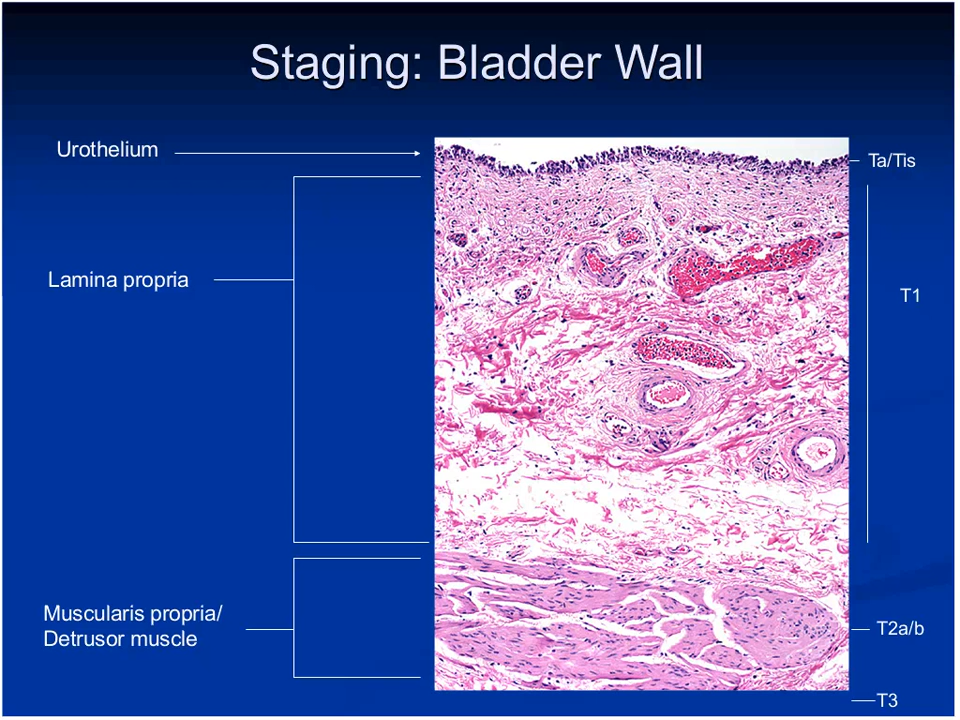 Staging: Bladder Wall
Urothelium
Ta/Tis
Lamina propria
T1
Muscularis propria/
Detrusor muscle
T2a/b
T3